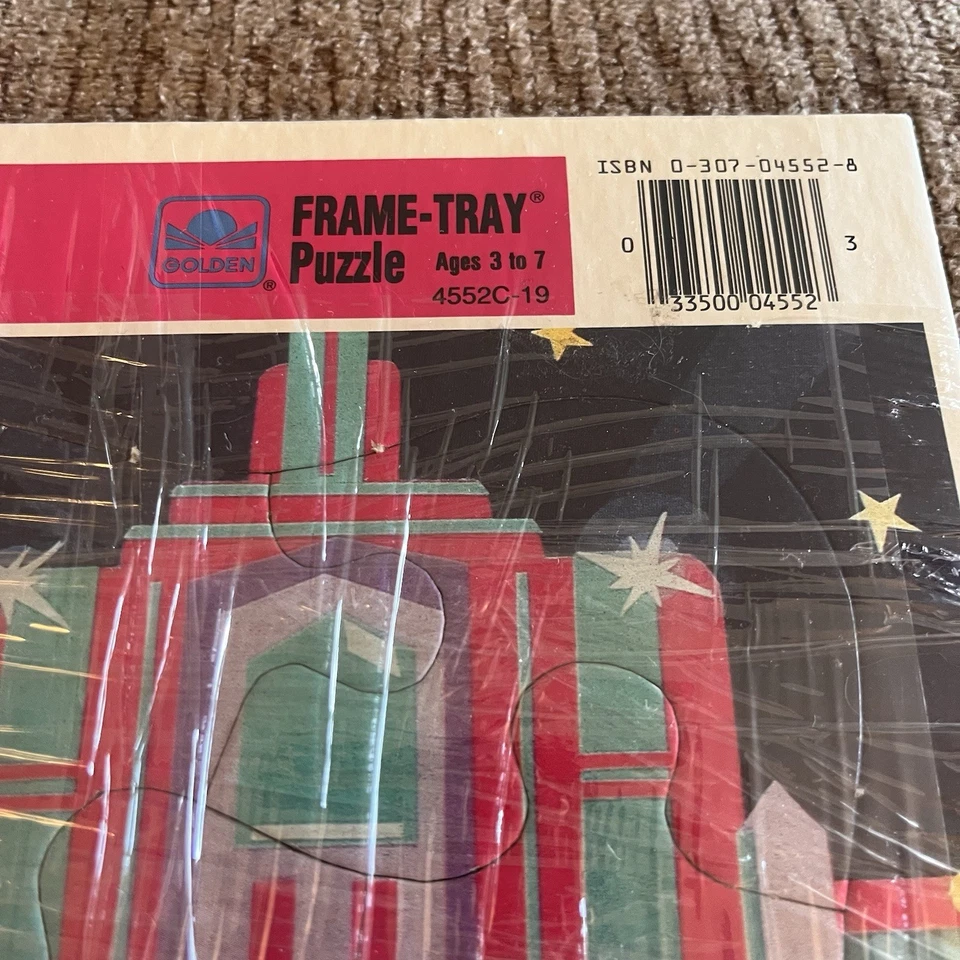 GOLDEN®
FRAME-TRAY®
Puzzle Ages 3 to 7
4552C-19
ISBN 0-307-04552-8
0 33500 04552 3